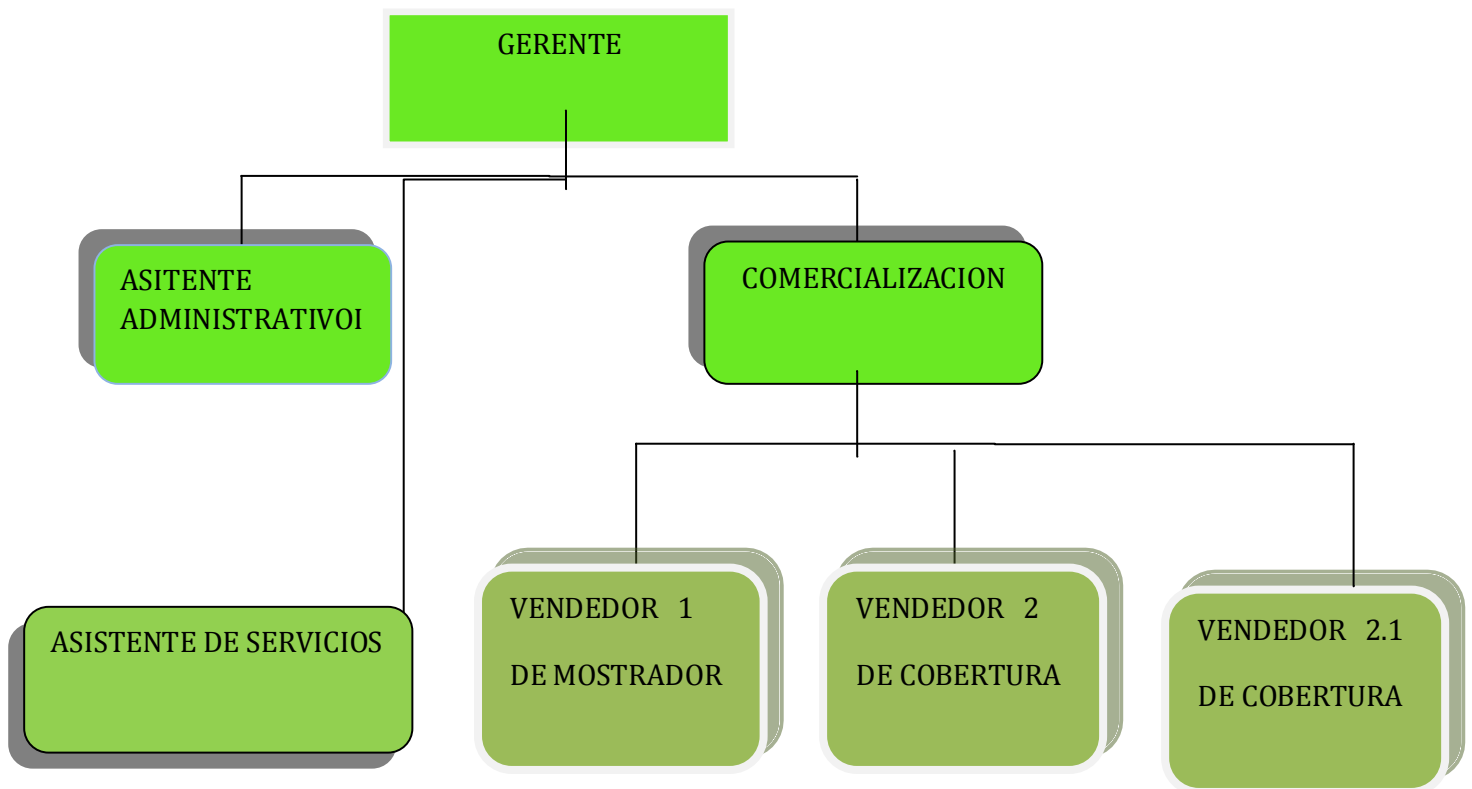 GERENTE
ASITENTE
ADMINISTRATIVOI
COMERCIALIZACION
ASISTENTE DE SERVICIOS
VENDEDOR 1
DE MOSTRADOR
VENDEDOR 2
DE COBERTURA
VENDEDOR 2.1
DE COBERTURA